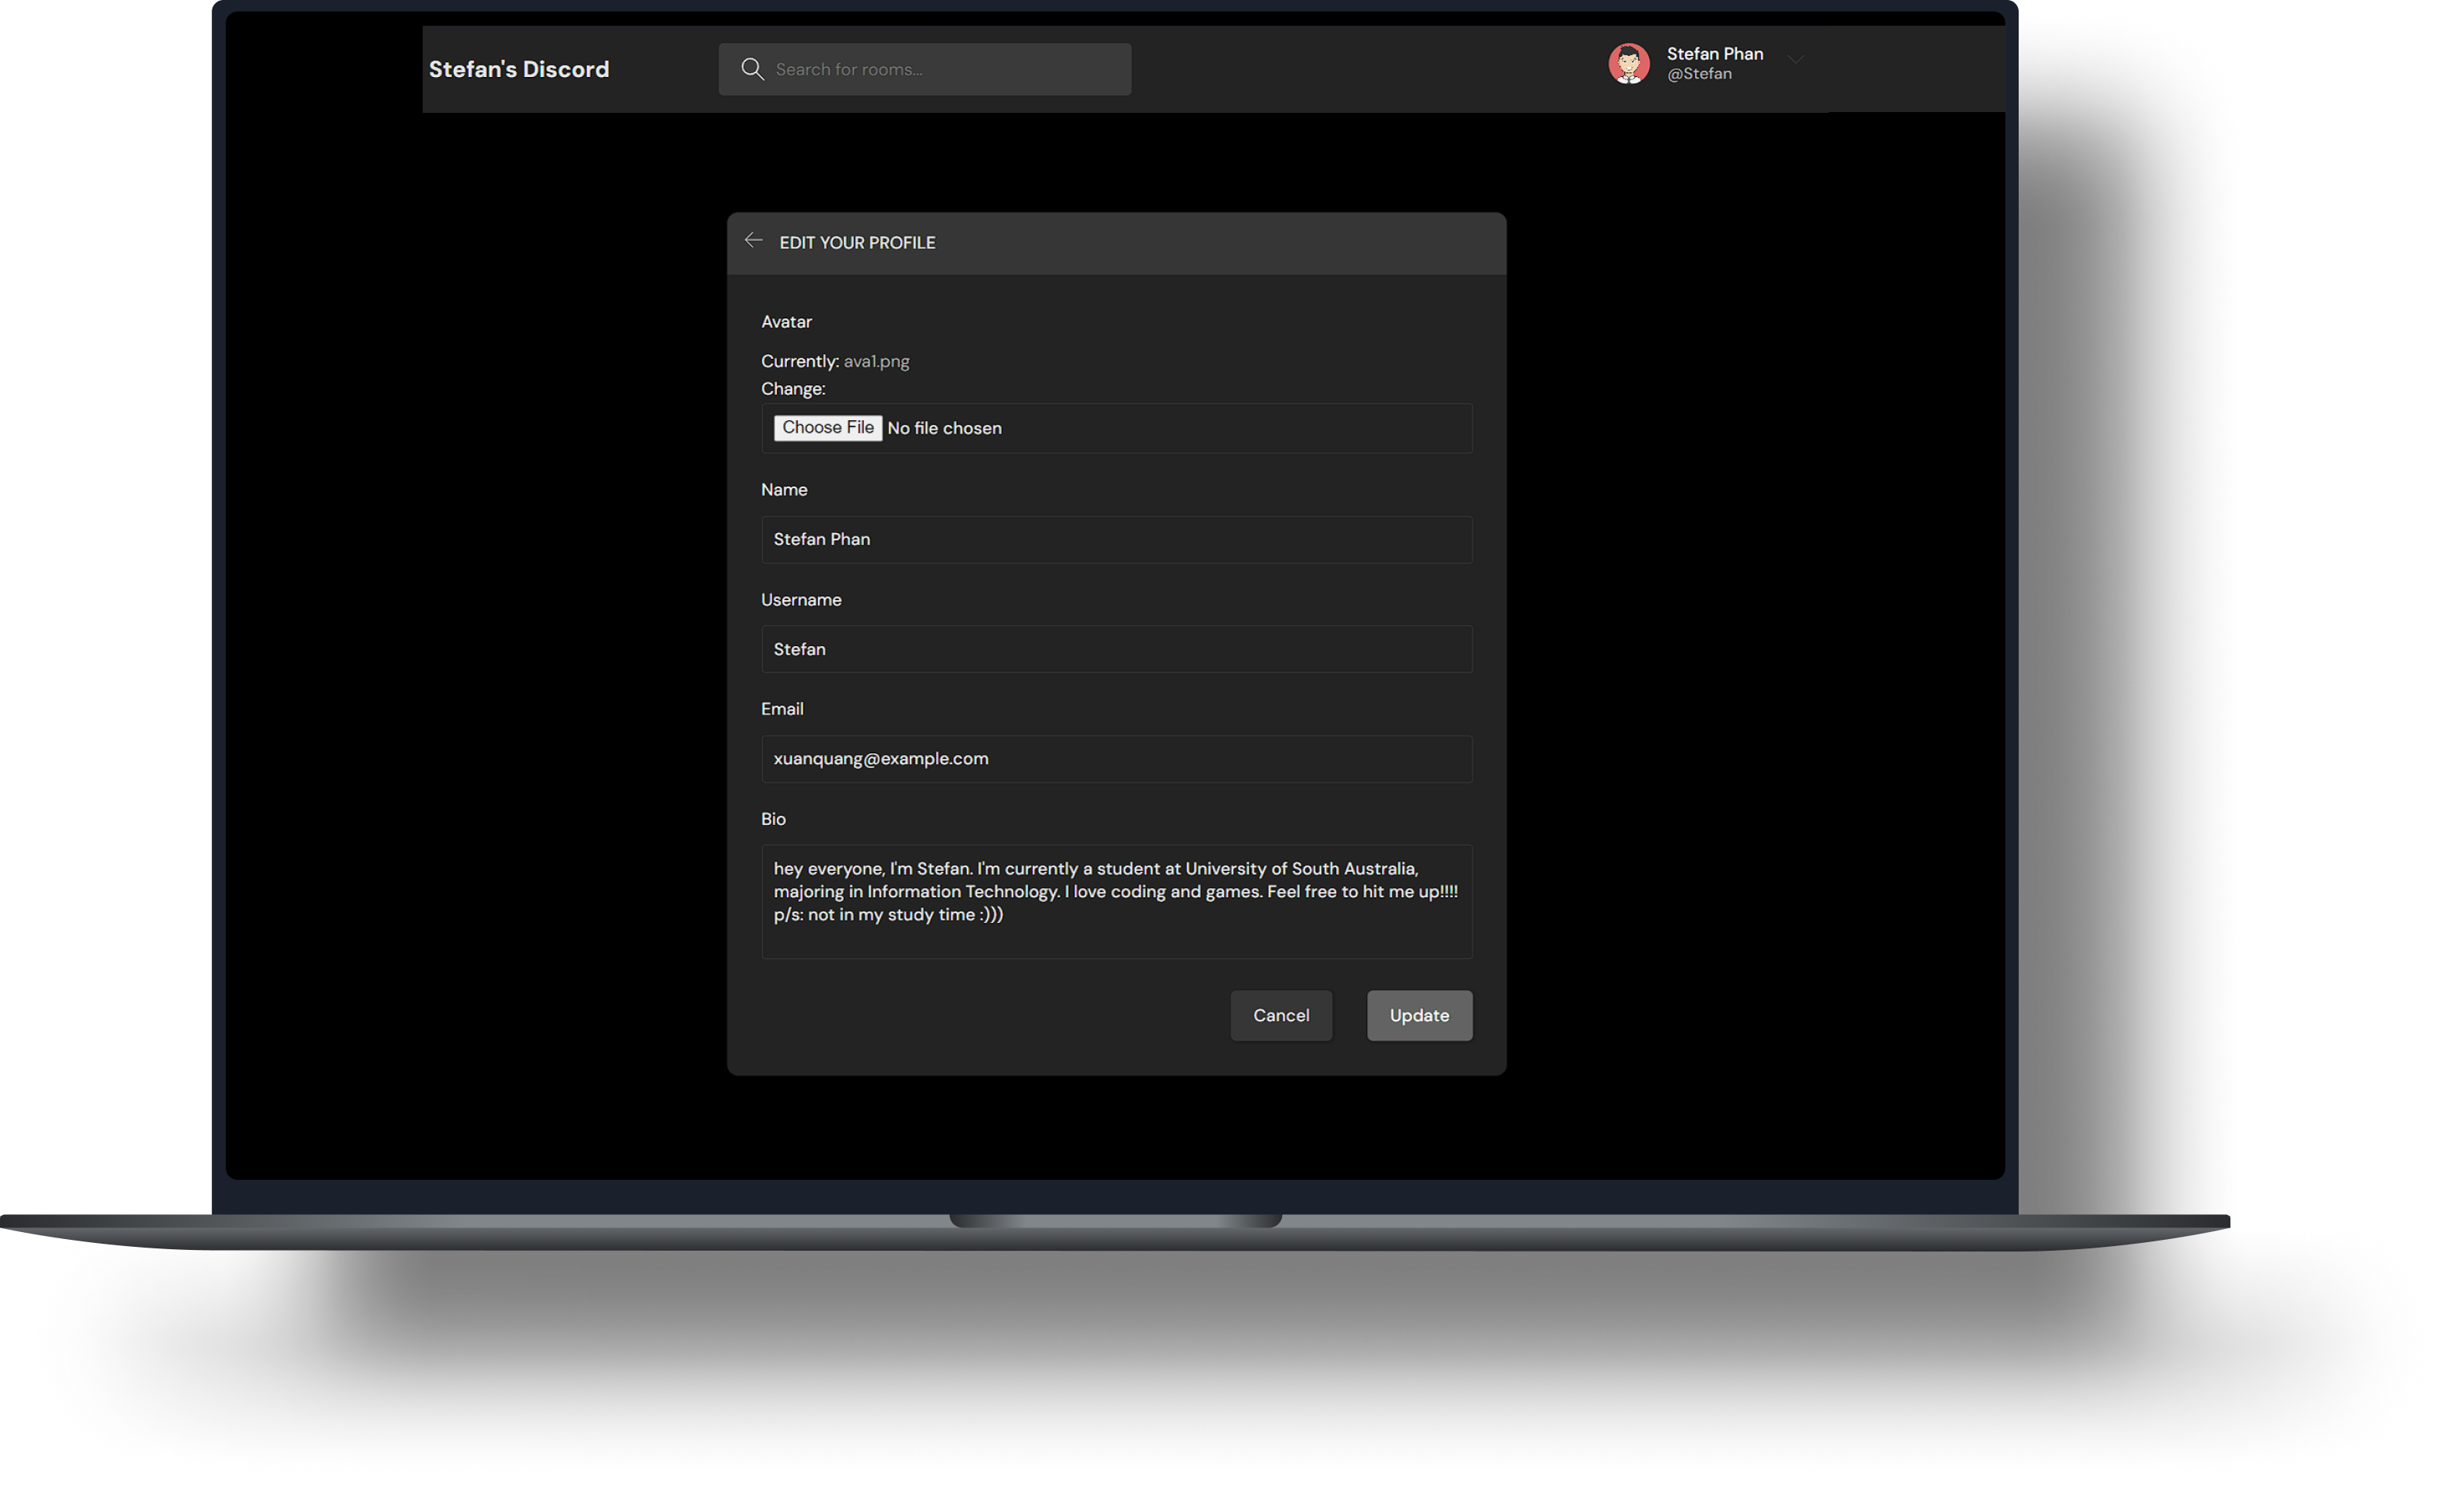 Stefan's Discord
Search for rooms...
Stefan Phan
@Stefan
EDIT YOUR PROFILE
Avatar
Currently: ava1.png
Change:
Choose File No file chosen
Name
Stefan Phan
Username
Stefan
Email
xuanquang@example.com
Bio
hey everyone, I'm Stefan. I'm currently a student at University of South Australia,
majoring in Information Technology. I love coding and games. Feel free to hit me up!!!!
p/s: not in my study time :)))
Cancel
Update